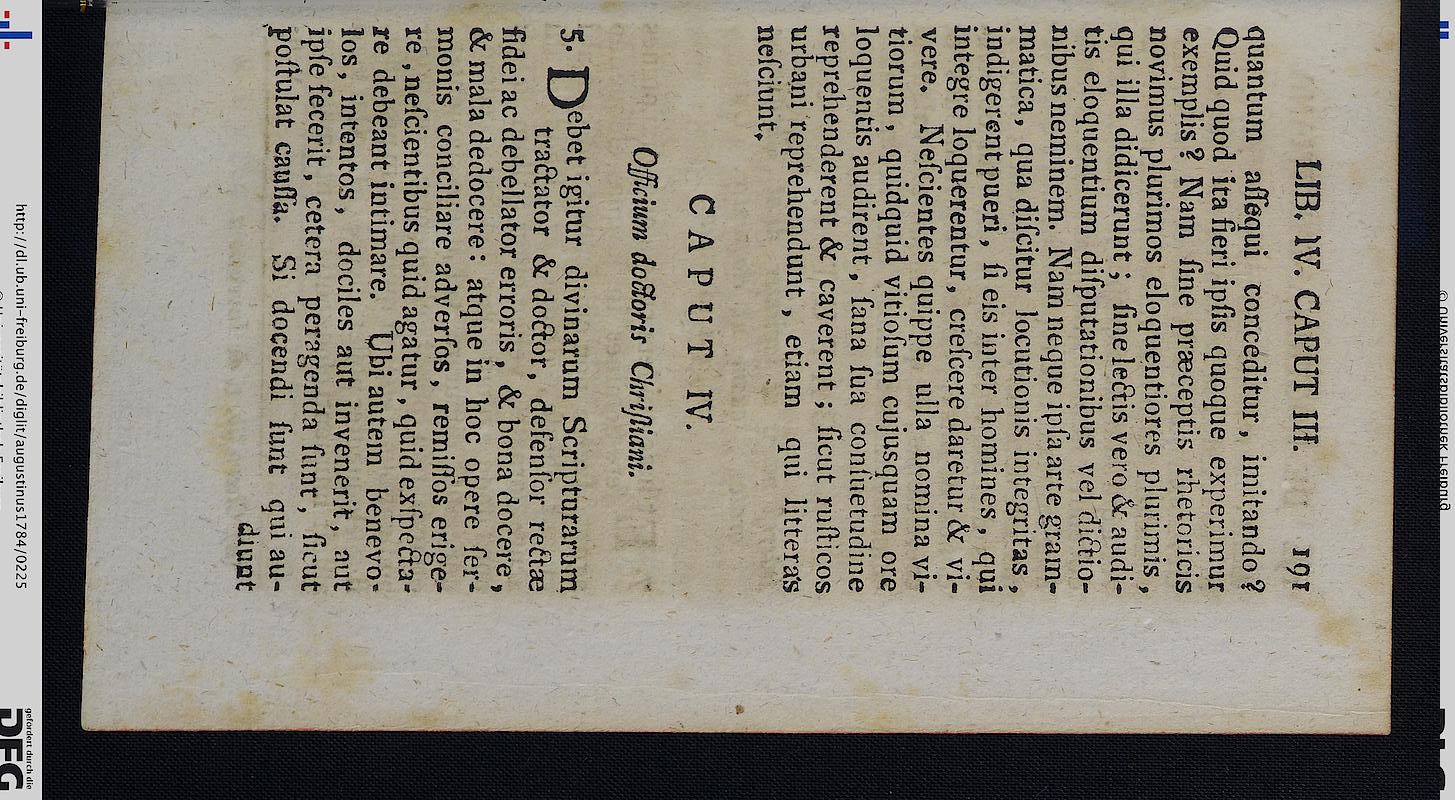 LIB. IV. CAPUT III. 191
quantum aſſequi conceditur, imitando?
Quid quod ita fieri ipſis quoque experimur
exemplis? Nam ſine præceptis rhetoricis
novimus plurimos eloquentiores plurimis,
qui illa didicerunt; ſine lectis vero & audi-
tis eloquentium diſputationibus vel dictio-
nibus neminem. Nam neque ipſa arte gram-
matica, qua diſcitur locutionis integritas,
indigerent pueri, ſi eis inter homines, qui
integre loquerentur, creſcere daretur & vi-
vere. Neſcientes quippe ulla nomina vi-
tiorum, quidquid vitioſum cujusquam ore
loquentis audirent, ſana ſua conſuetudine
reprehenderent & caverent; ſicut ruſticos
urbani reprehendunt, etiam qui litteras
neſciunt.
CAPUT IV.
Officium doctoris Chriſtiani.
5. Debet igitur divinarum Scripturarum
tractator & doctor, defenſor rectæ
fidei ac debellator erroris, & bona docere,
& mala dedocere: atque in hoc opere ſer-
monis conciliare adverſos, remiſſos erige-
re, neſcientibus quid agatur, quid exſpecta-
re debeant intimare. Ubi autem benevo-
los, intentos, dociles aut invenerit, aut
ipſe fecerit, cetera peragenda ſunt, ſicut
poſtulat cauſſa. Si docendi ſunt qui au-
diunt
http://dl.ub.uni-freiburg.de/diglit/augustinus1784/0225
gefördert durch die
DFG